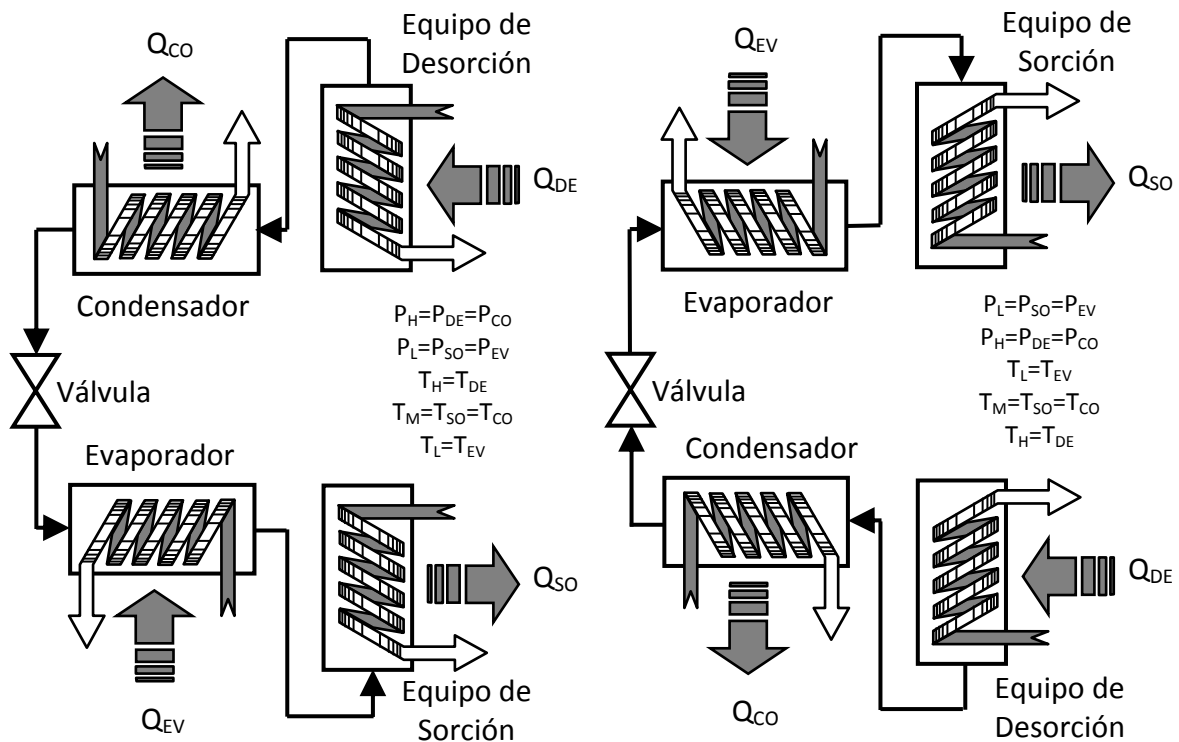 Q_CO
Equipo de
Desorción
Q_DE
Condensador
P_H=P_DE=P_CO
P_L=P_SO=P_EV
T_H=T_DE
T_M=T_SO=T_CO
T_L=T_EV
Válvula
Evaporador
Q_SO
Equipo de
Sorción
Q_EV
Q_EV
Equipo de
Sorción
Q_SO
Evaporador
P_L=P_SO=P_EV
P_H=P_DE=P_CO
T_L=T_EV
T_M=T_SO=T_CO
T_H=T_DE
Válvula
Condensador
Q_DE
Equipo de
Desorción
Q_CO